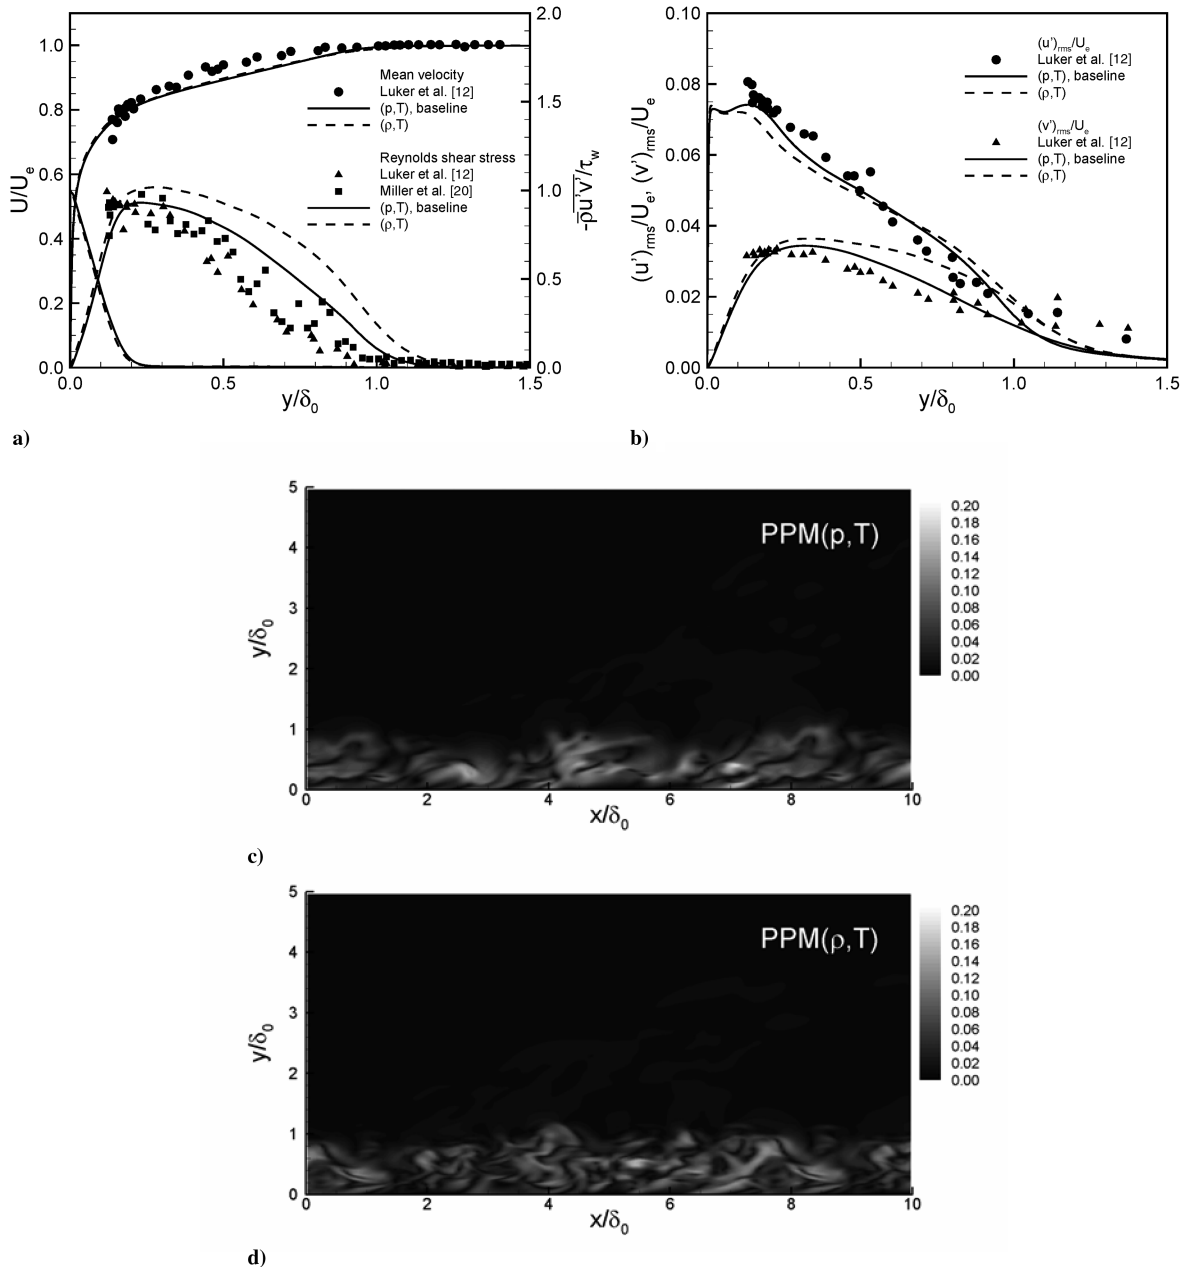 1.0
0.8
0.6
0.4
0.2
0.0
U/Ue
2.0
1.5
1.0
0.5
0.0
-ρ̅u'v'/τw
Mean velocity
Luker et al. [12]
(p,T), baseline
(ρ,T)
Reynolds shear stress
Luker et al. [12]
Miller et al. [20]
(p,T), baseline
(ρ,T)
0.0 0.5 1.0 1.5
y/δ0
a)
0.10
0.08
0.06
0.04
0.02
0.00
(u')rms/Ue, (v')rms/Ue
(u')rms/Ue
Luker et al. [12]
(p,T), baseline
(ρ,T)
(v')rms/Ue
Luker et al. [12]
(p,T), baseline
(ρ,T)
0.0 0.5 1.0 1.5
y/δ0
b)
5
4
3
2
1
0
y/δ0
PPM(p,T)
0.20
0.18
0.16
0.14
0.12
0.10
0.08
0.06
0.04
0.02
0.00
0 2 4 6 8 10
x/δ0
c)
5
4
3
2
1
0
y/δ0
PPM(ρ,T)
0.20
0.18
0.16
0.14
0.12
0.10
0.08
0.06
0.04
0.02
0.00
0 2 4 6 8 10
x/δ0
d)